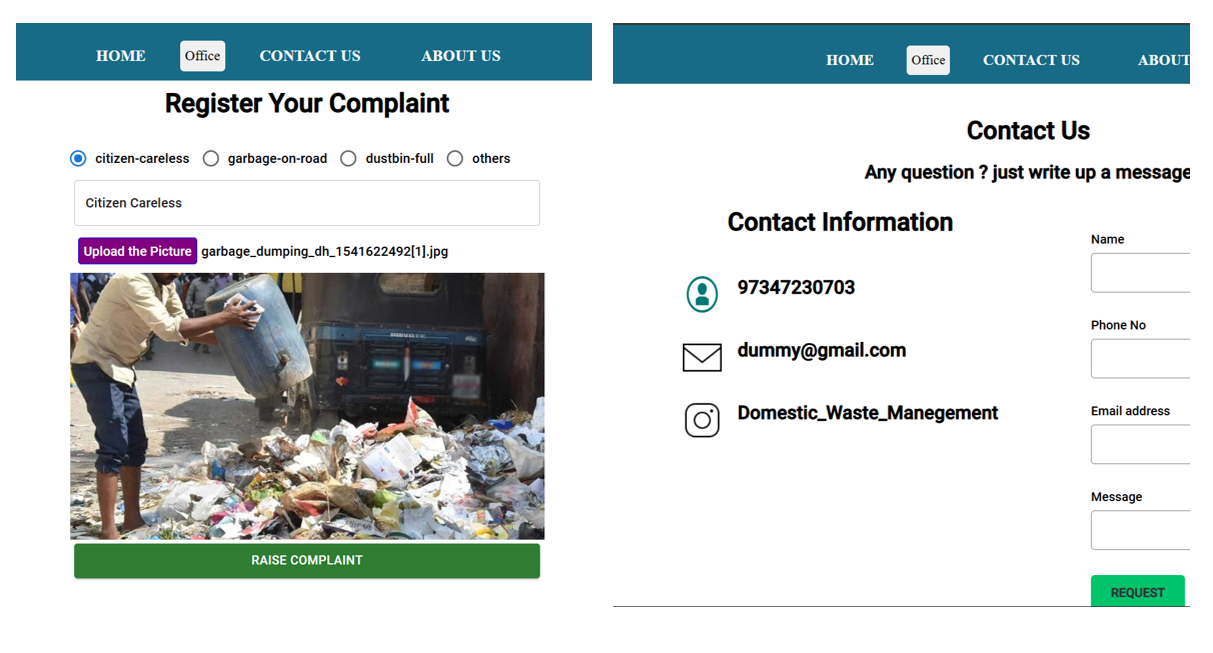 HOME Office CONTACT US ABOUT US
Register Your Complaint
citizen-careless garbage-on-road dustbin-full others
Citizen Careless
Upload the Picture garbage_dumping_dh_1541622492[1].jpg
RAISE COMPLAINT
HOME Office CONTACT US ABOUT
Contact Us
Any question ? just write up a message
Contact Information
97347230703
dummy@gmail.com
Domestic_Waste_Manegement
Name
Phone No
Email address
Message
REQUEST